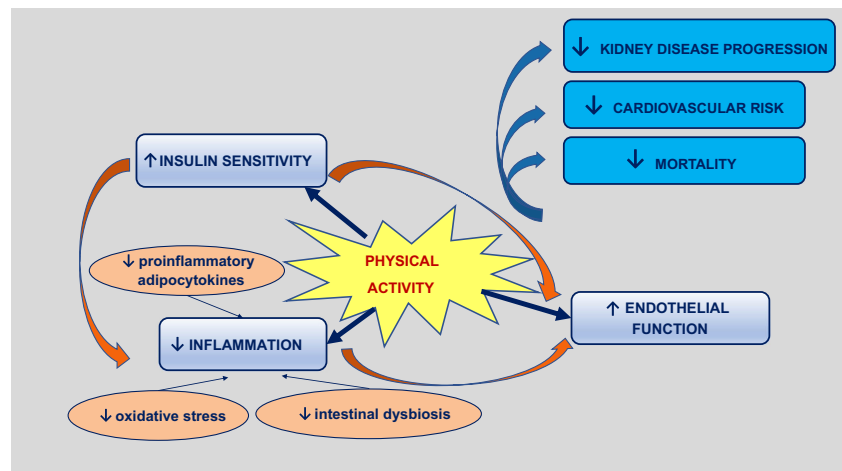 ↓ KIDNEY DISEASE PROGRESSION
↓ CARDIOVASCULAR RISK
↓ MORTALITY
↑ INSULIN SENSITIVITY
PHYSICAL
ACTIVITY
↓ proinflammatory
adipocytokines
↑ ENDOTHELIAL
FUNCTION
↓ INFLAMMATION
↓ oxidative stress
↓ intestinal dysbiosis